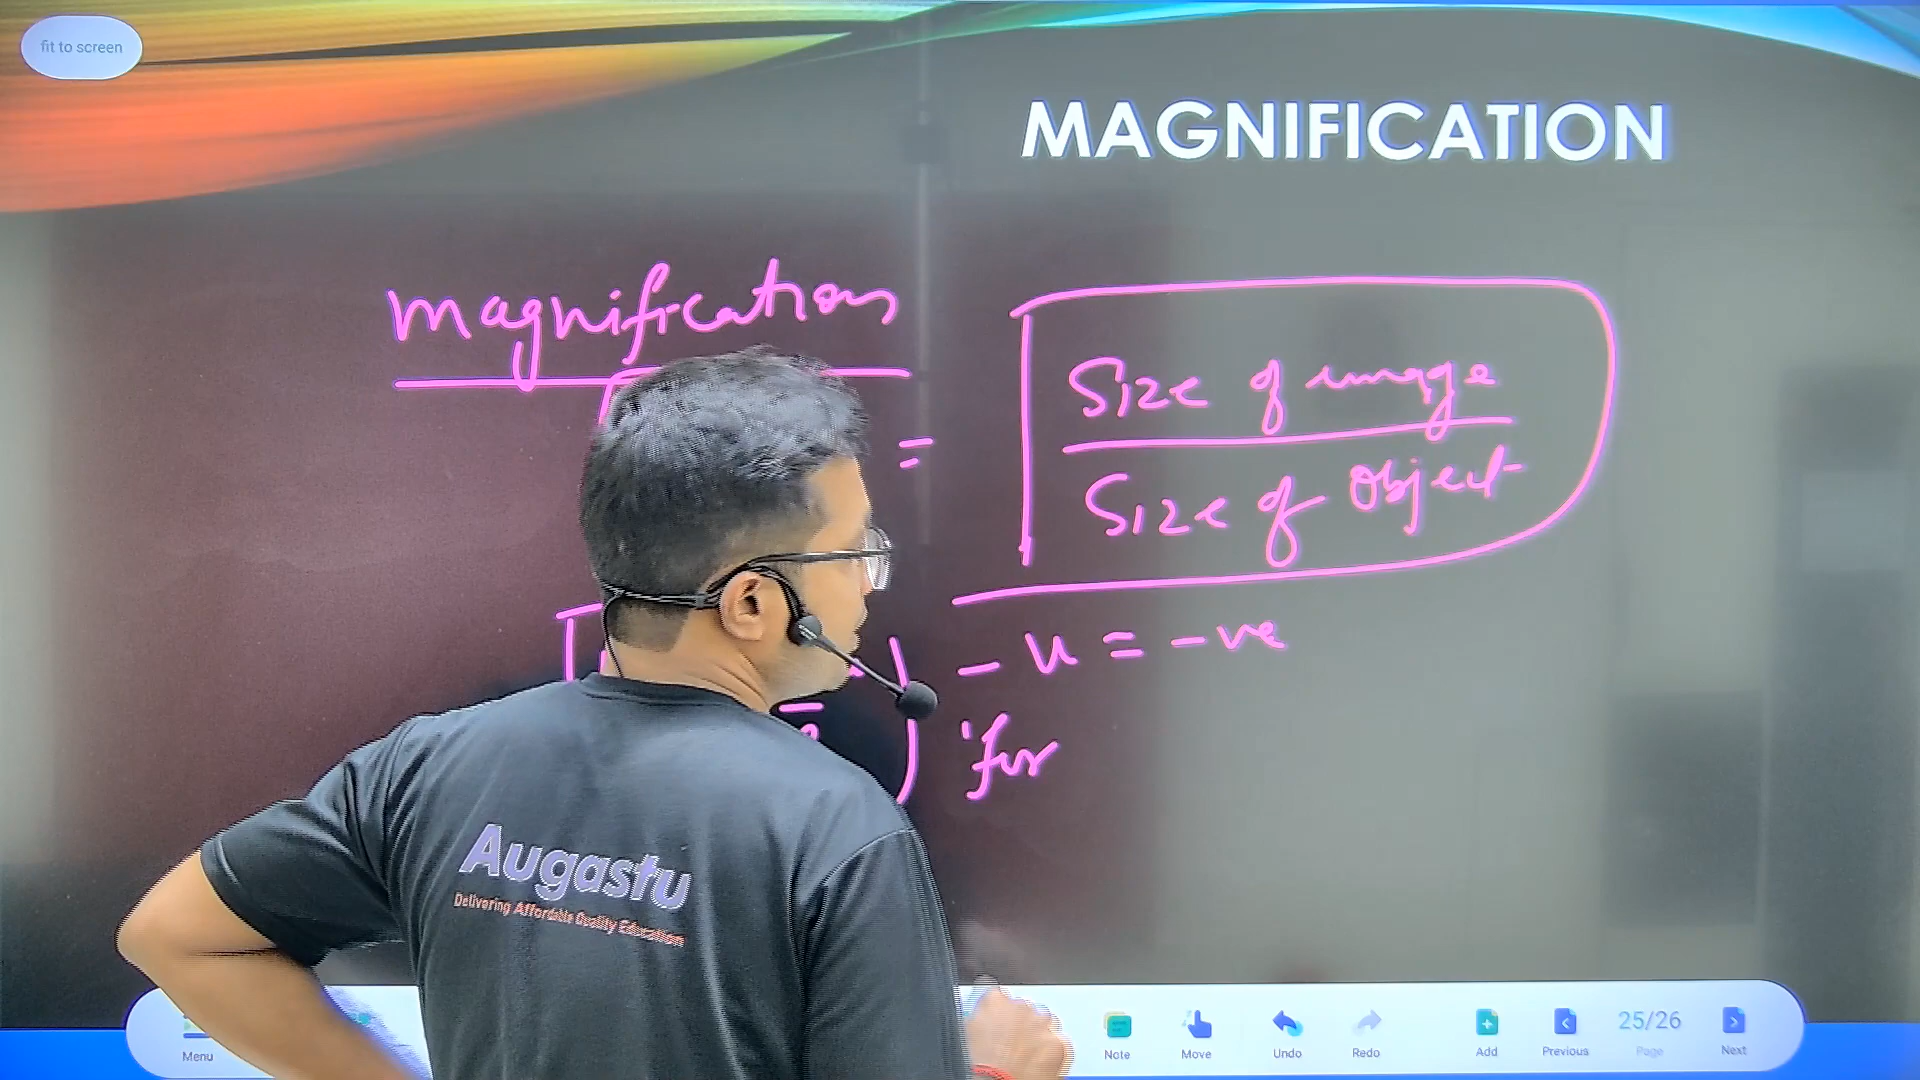 fit to screen
MAGNIFICATION
magnification
=
Size of image
Size of object
- u = -ve
'for
Augastu
Delivering Affordable Quality Education
Menu
Note
Move
Undo
Redo
Add
Previous
25/26
Page
Next